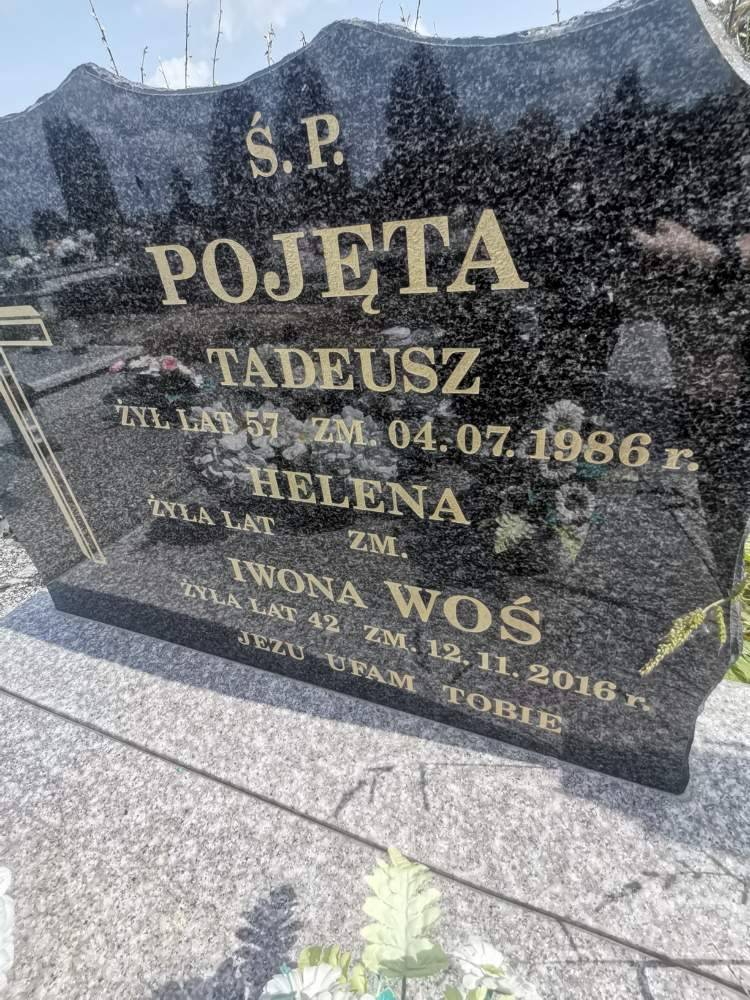 Ś.P.
POJĘTA
TADEUSZ
ŻYŁ LAT 57 ZM. 04.07.1986 r.
HELENA
ŻYŁA LAT ZM.
IWONA WOŚ
ŻYŁA LAT 42 ZM. 12.11.2016 r.
JEZU UFAM TOBIE